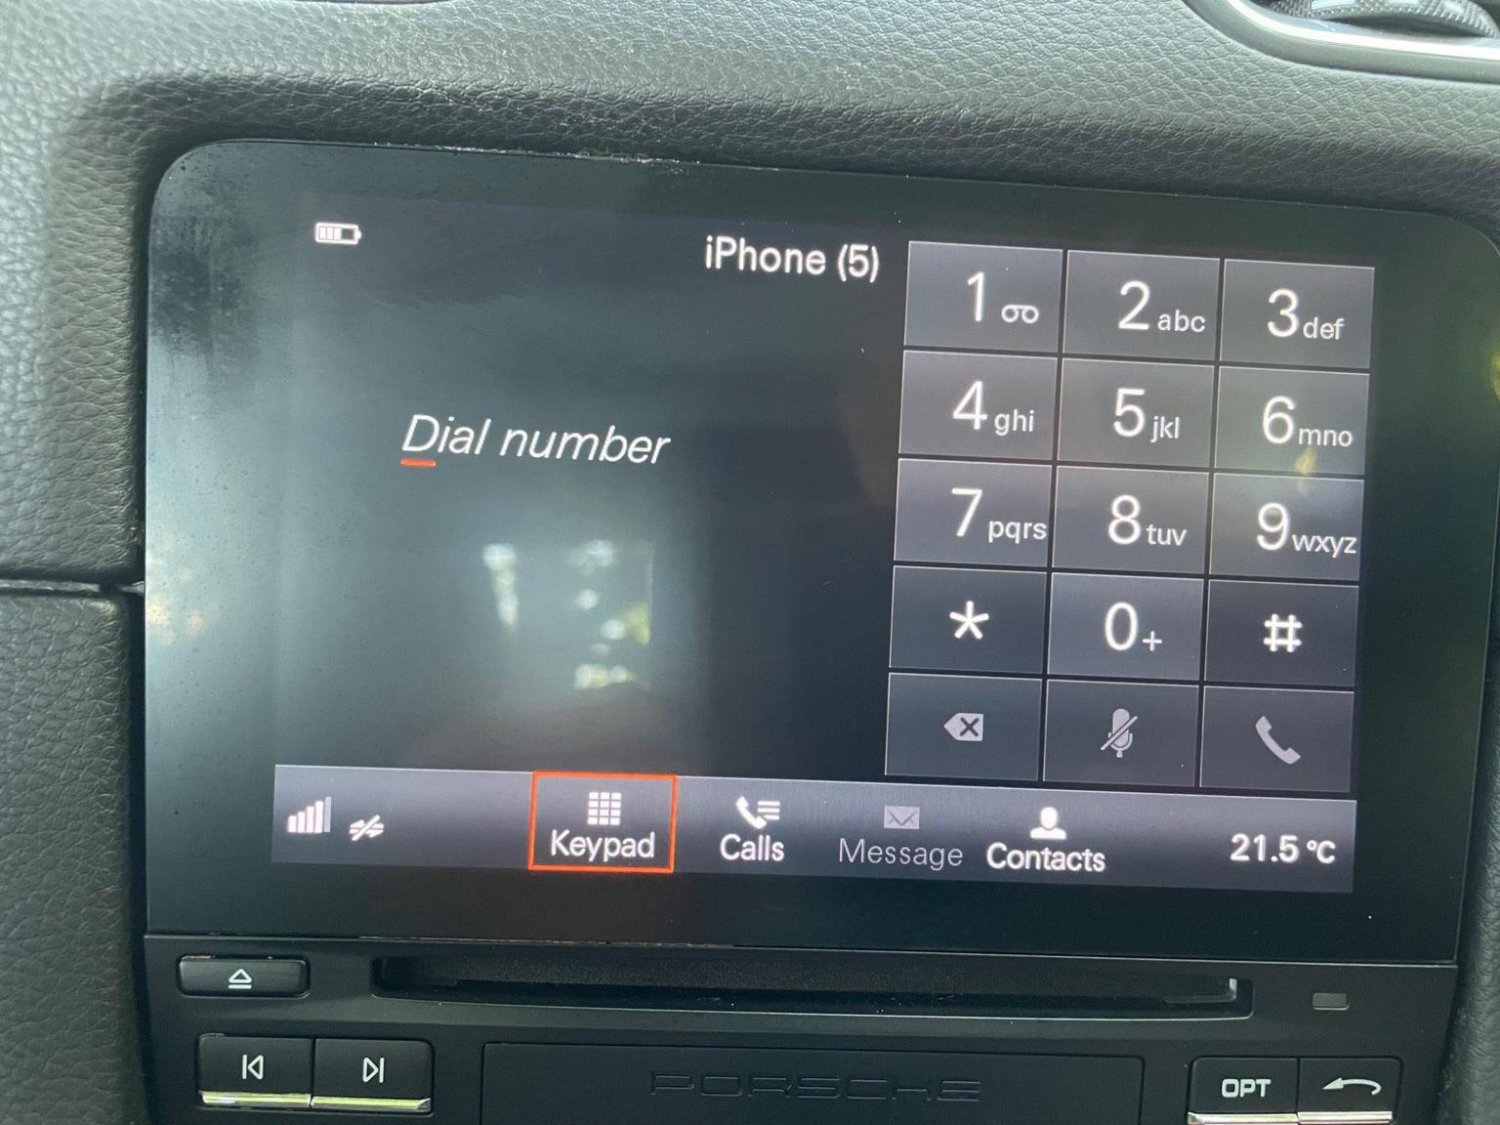 iPhone (5)
Dial number
1
2 abc
3 def
4 ghi
5 jkl
6 mno
7 pqrs
8 tuv
9 wxyz
*
0 +
#
Keypad
Calls
Message
Contacts
21.5 °C
PORSCHE
OPT